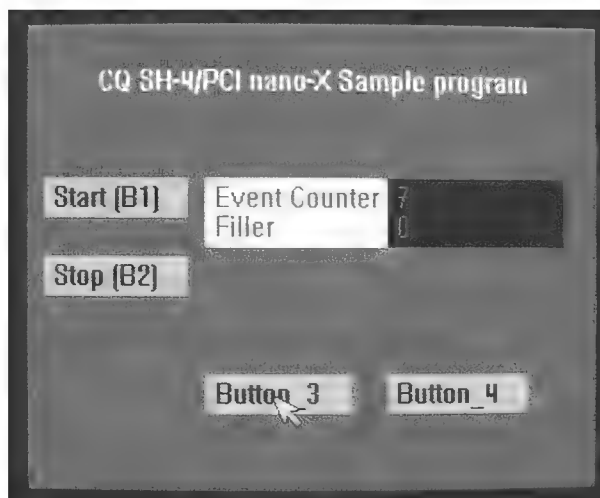 CQ SH-4/PCI nano-X Sample program
Start (B1)
Event Counter 7
Filler 0
Stop (B2)
Button_3
Button_4